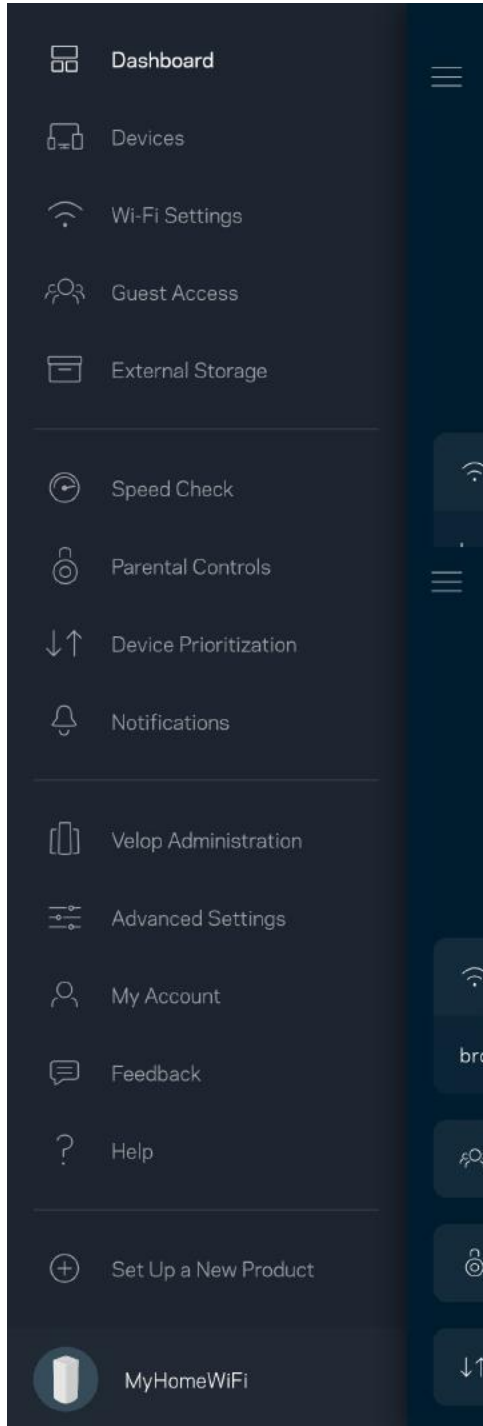 Dashboard
Devices
Wi-Fi Settings
Guest Access
External Storage
Speed Check
Parental Controls
Device Prioritization
Notifications
Velop Administration
Advanced Settings
My Account
Feedback
Help
Set Up a New Product
MyHomeWiFi